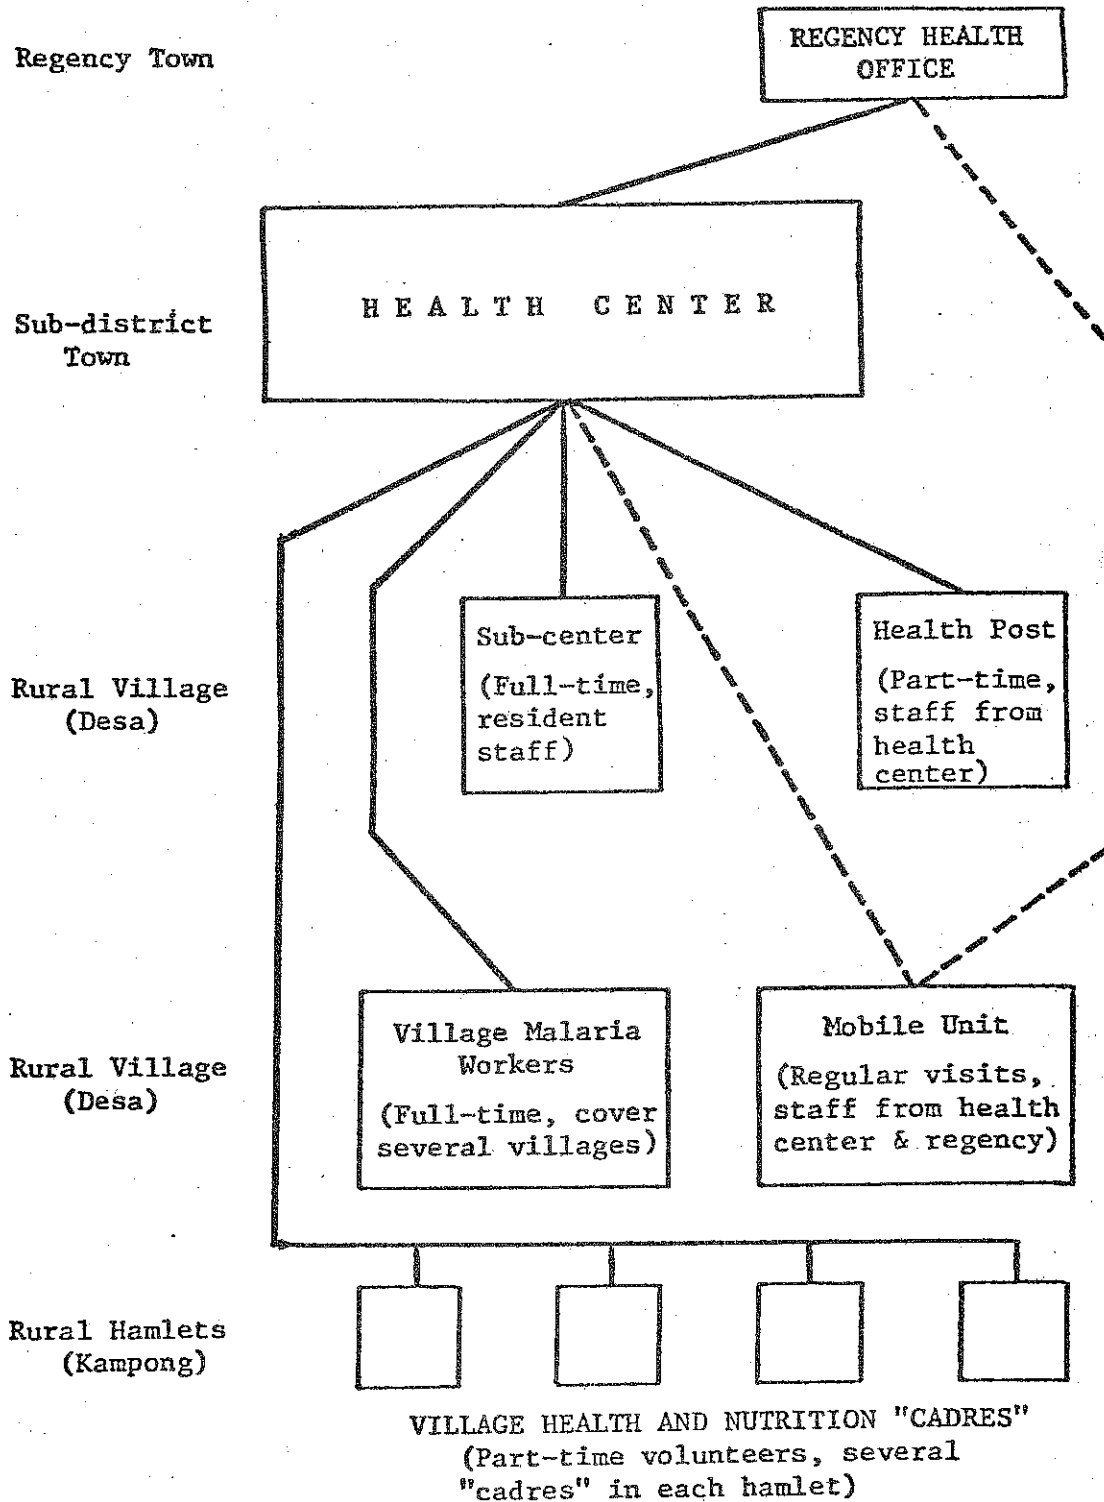 Regency Town
REGENCY HEALTH
OFFICE
Sub-district
Town
HEALTH CENTER
Rural Village
(Desa)
Sub-center
(Full-time,
resident
staff)
Health Post
(Part-time,
staff from
health
center)
Rural Village
(Desa)
Village Malaria
Workers
(Full-time, cover
several villages)
Mobile Unit
(Regular visits,
staff from health
center & regency)
Rural Hamlets
(Kampong)
VILLAGE HEALTH AND NUTRITION "CADRES"
(Part-time volunteers, several
"cadres" in each hamlet)